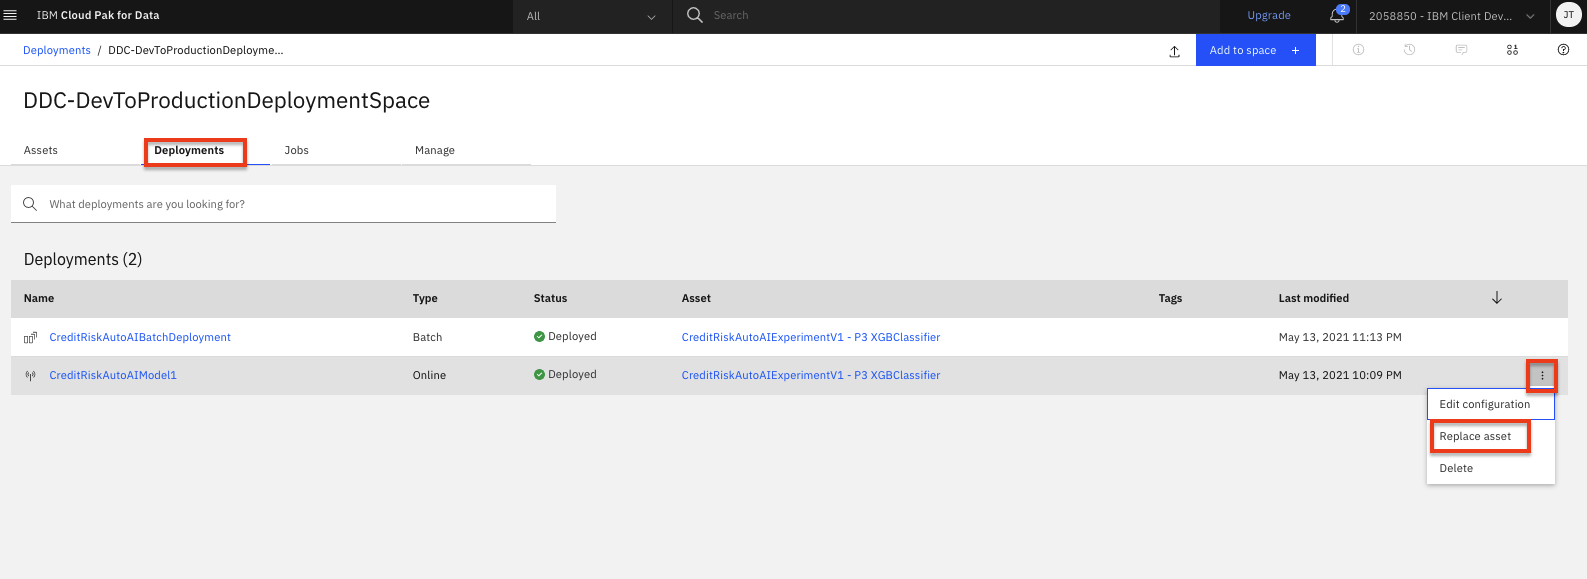 IBM Cloud Pak for Data All Search Upgrade 2 2058850 - IBM Client Dev... JT
Deployments / DDC-DevToProductionDeployme... Add to space +
DDC-DevToProductionDeploymentSpace
Assets Deployments Jobs Manage
What deployments are you looking for?
Deployments (2)
Name Type Status Asset Tags Last modified
CreditRiskAutoAIBatchDeployment Batch Deployed CreditRiskAutoAIExperimentV1 - P3 XGBClassifier May 13, 2021 11:13 PM
CreditRiskAutoAIModel1 Online Deployed CreditRiskAutoAIExperimentV1 - P3 XGBClassifier May 13, 2021 10:09 PM
Edit configuration
Replace asset
Delete